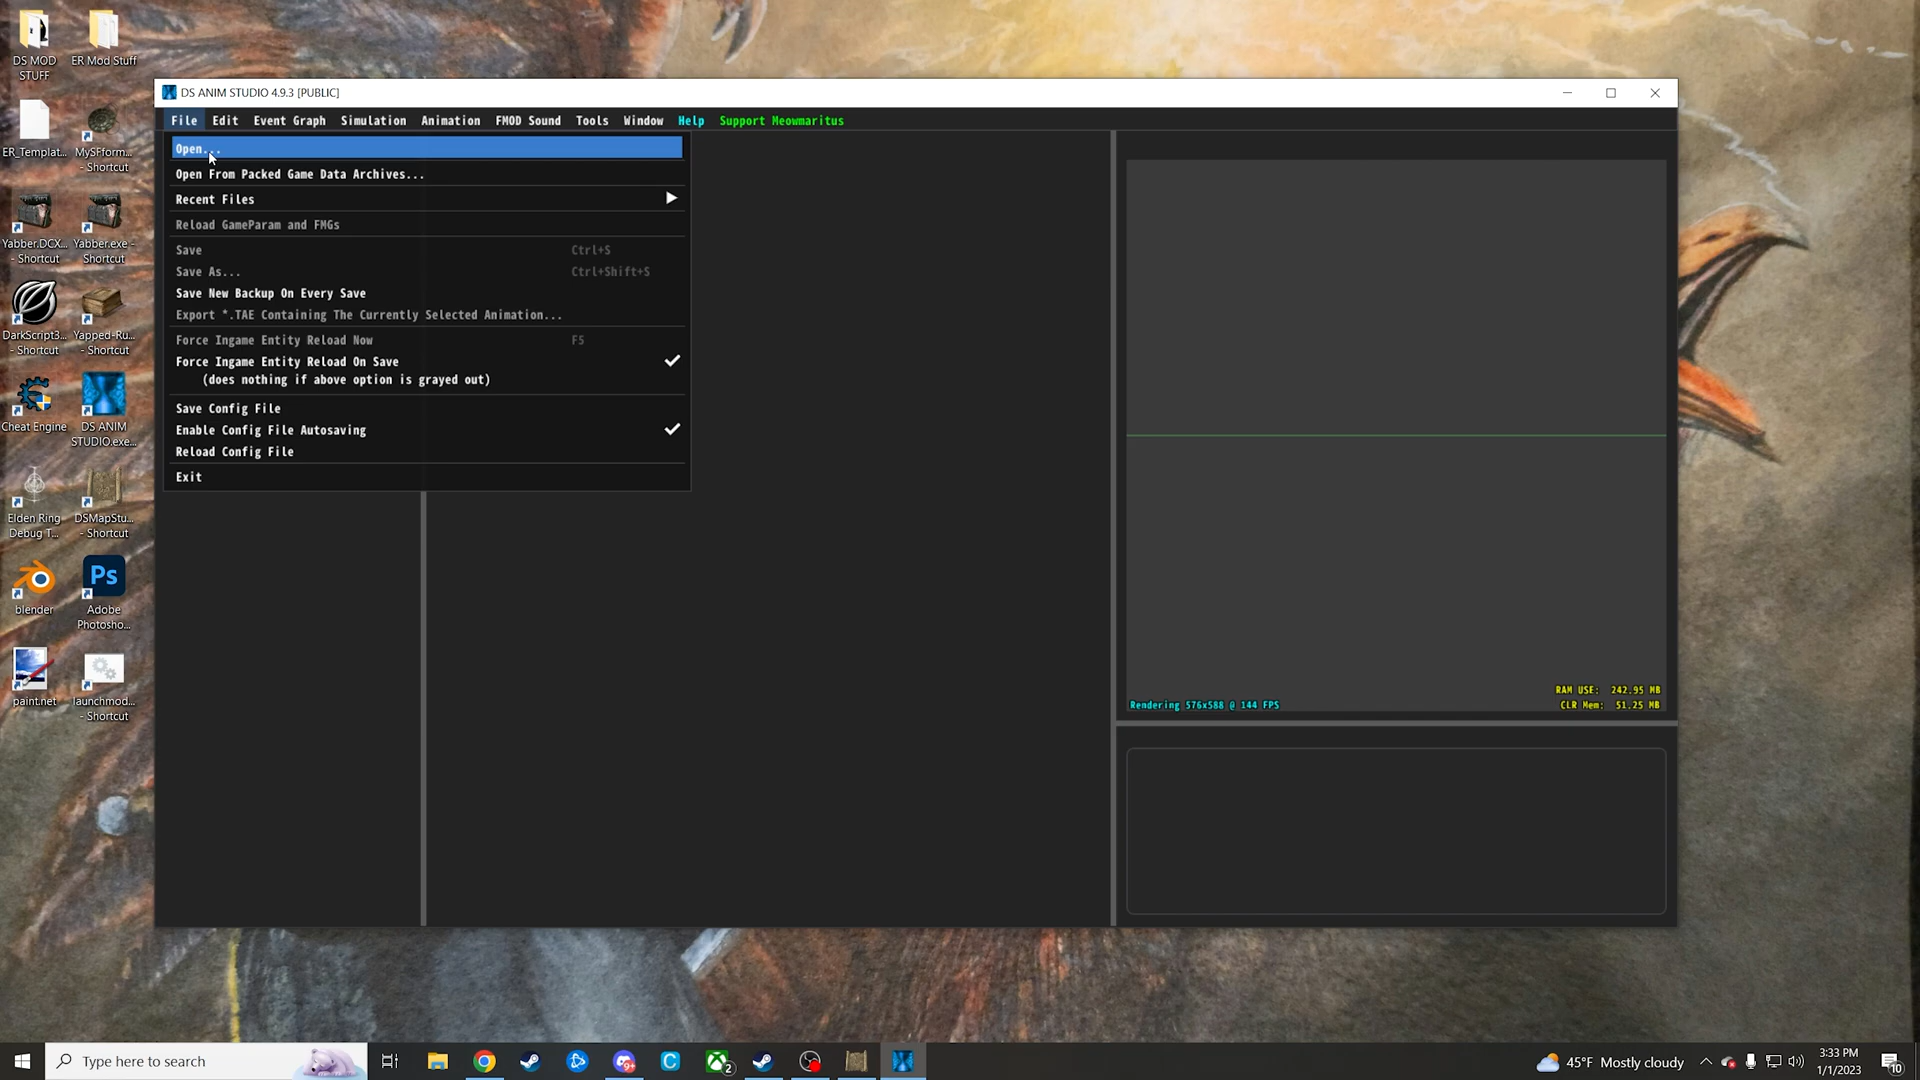 DS MOD
STUFF
ER Mod Stuff
ER_Templat...
MySFform...
- Shortcut
Yabber.DCX...
- Shortcut
Yabber.exe -
Shortcut
DarkScript3...
- Shortcut
Yapped-Ru...
- Shortcut
Cheat Engine
DS ANIM
STUDIO.exe...
Elden Ring
Debug T...
DSMapStu...
- Shortcut
blender
Ps
Adobe
Photosho...
paint.net
launchmod...
- Shortcut
DS ANIM STUDIO 4.9.3 [PUBLIC]
File Edit Event Graph Simulation Animation FMOD Sound Tools Window Help Support Meowmaritus
Open...
Open From Packed Game Data Archives...
Recent Files
Reload GameParam and FMGs
Save Ctrl+S
Save As... Ctrl+Shift+S
Save New Backup On Every Save
Export *.TAE Containing The Currently Selected Animation...
Force Ingame Entity Reload Now F5
Force Ingame Entity Reload On Save
(does nothing if above option is grayed out)
Save Config File
Enable Config File Autosaving
Reload Config File
Exit
RAM USE: 242.95 MB
Rendering 576x588 @ 144 FPS
CLR Mem: 51.25 MB
Type here to search
9+
C
2
45°F Mostly cloudy
3:33 PM
1/1/2023
10